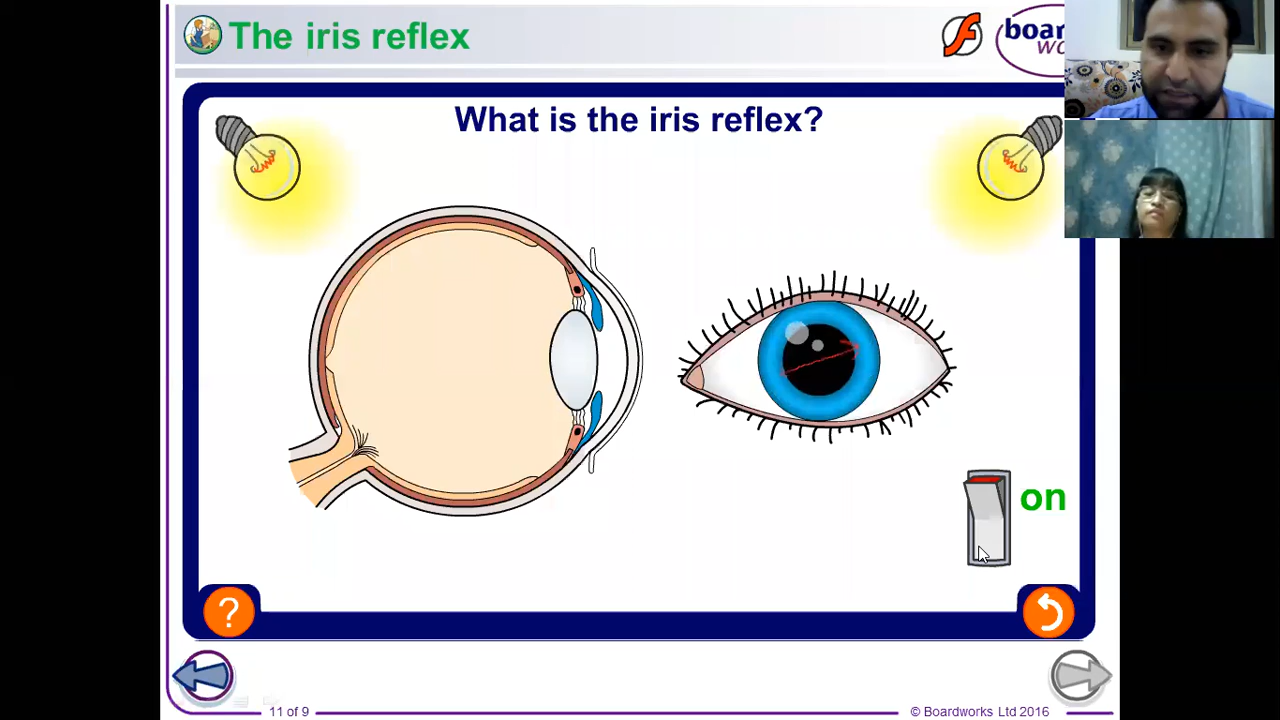 The iris reflex
boar
wo
What is the iris reflex?
on
?
11 of 9
© Boardworks Ltd 2016